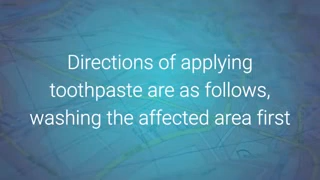 Directions of applying
toothpaste are as follows,
washing the affected area first